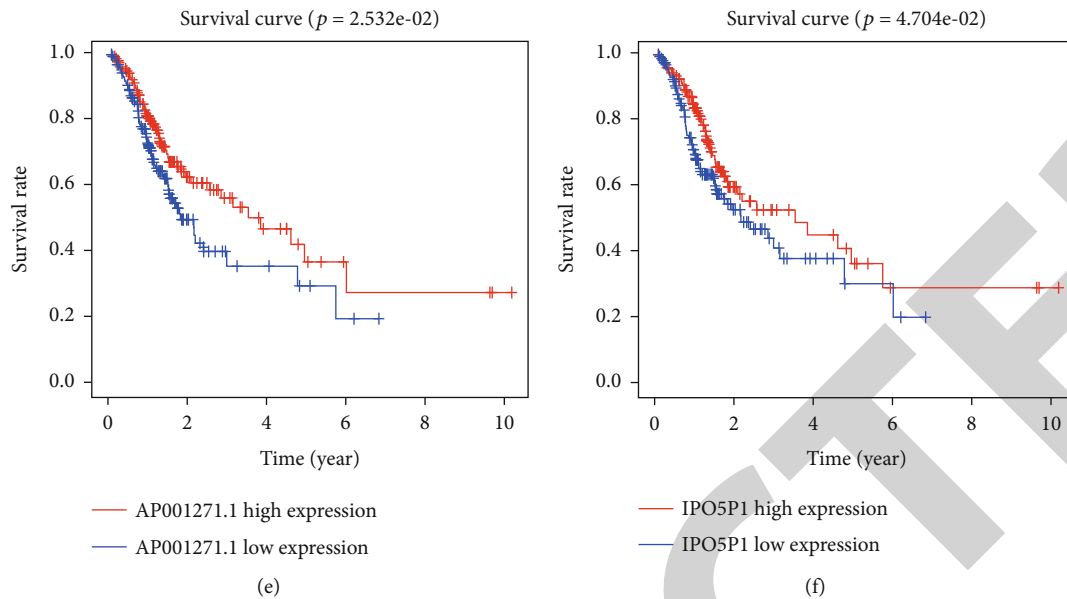 Survival curve (p = 2.532e-02)
1.0
0.8
0.6
0.4
0.2
0.0
Survival rate
0 2 4 6 8 10
Time (year)
AP001271.1 high expression
AP001271.1 low expression
(e)
Survival curve (p = 4.704e-02)
1.0
0.8
0.6
0.4
0.2
0.0
Survival rate
0 2 4 6 8 10
Time (year)
IPO5P1 high expression
IPO5P1 low expression
(f)
CTE